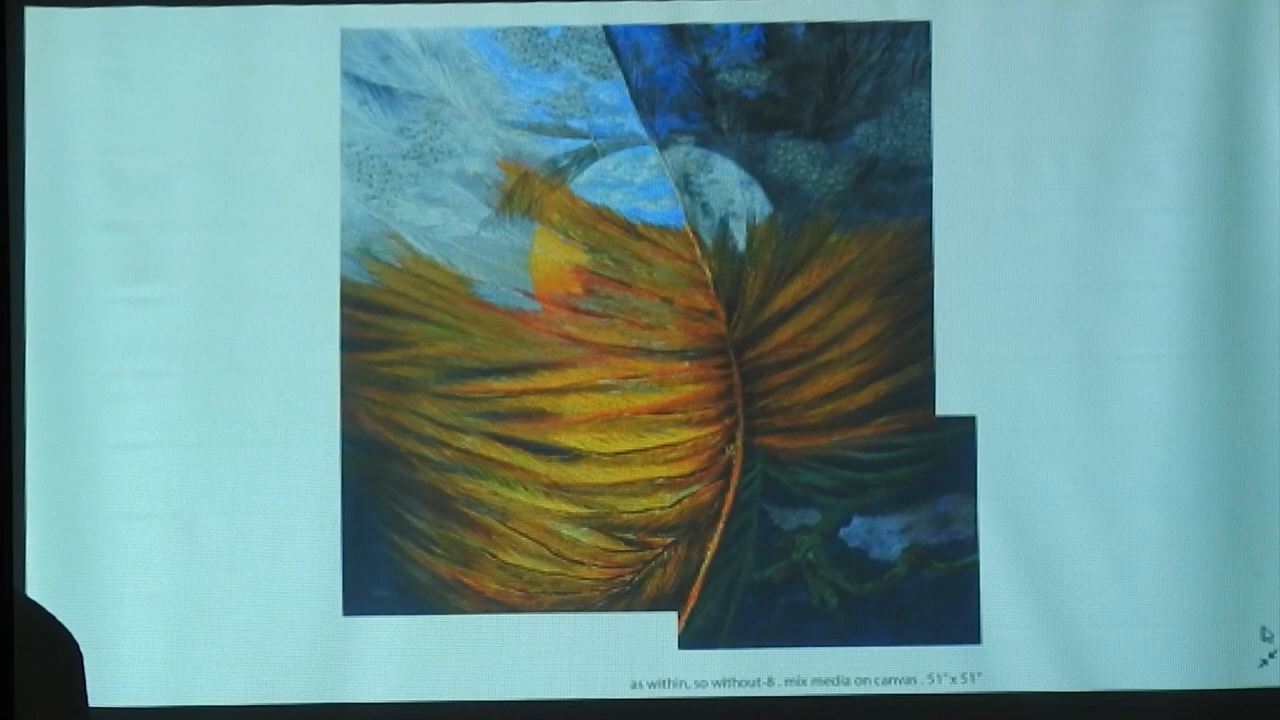 as within, so without-8 . mix media on canvas . 51"x 51"